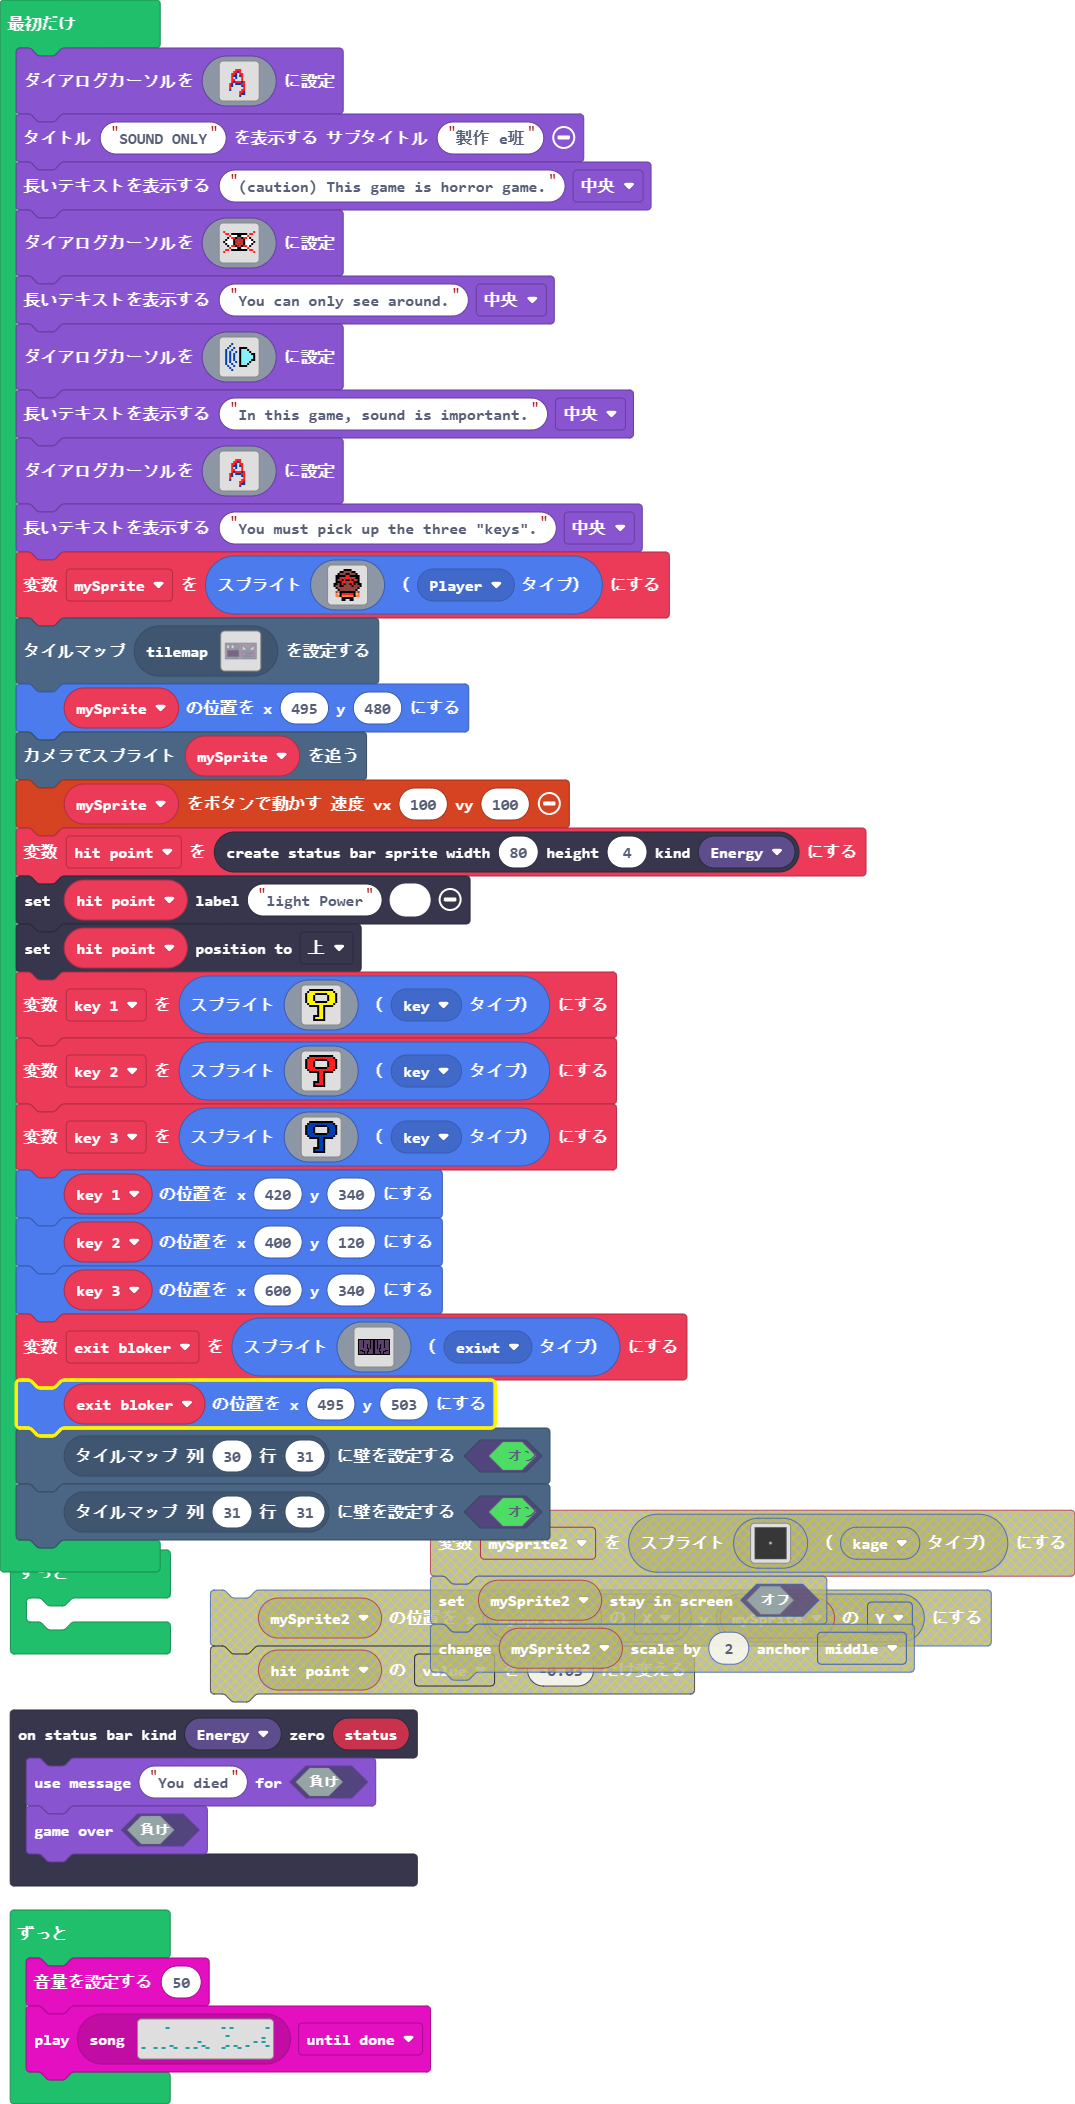 最初だけ
ダイアログカーソルを に設定
タイトル "SOUND ONLY" を表示する サブタイトル "製作 e班"
長いテキストを表示する "(caution) This game is horror game." 中央
ダイアログカーソルを に設定
長いテキストを表示する "You can only see around." 中央
ダイアログカーソルを に設定
長いテキストを表示する "In this game, sound is important." 中央
ダイアログカーソルを に設定
長いテキストを表示する "You must pick up the three "keys"." 中央
変数 mySprite を スプライト ( Player タイプ) にする
タイルマップ tilemap を設定する
mySprite の位置を x 495 y 480 にする
カメラでスプライト mySprite を追う
mySprite をボタンで動かす 速度 vx 100 vy 100
変数 hit point を create status bar sprite width 80 height 4 kind Energy にする
set hit point label "light Power"
set hit point position to 上
変数 key 1 を スプライト ( key タイプ) にする
変数 key 2 を スプライト ( key タイプ) にする
変数 key 3 を スプライト ( key タイプ) にする
key 1 の位置を x 420 y 340 にする
key 2 の位置を x 400 y 120 にする
key 3 の位置を x 600 y 340 にする
変数 exit bloker を スプライト ( exiwt タイプ) にする
exit bloker の位置を x 495 y 503 にする
タイルマップ 列 30 行 31 に壁を設定する オン
タイルマップ 列 31 行 31 に壁を設定する オン
変数 mySprite2 を スプライト ( kage タイプ) にする
ずっと
set mySprite2 stay in screen オフ
mySprite2 の位置を x の X y mySprite の Y にする
change mySprite2 scale by 2 anchor middle
hit point の value を -0.03 だけ変える
on status bar kind Energy zero status
use message "You died" for 負け
game over 負け
ずっと
音量を設定する 50
play song until done